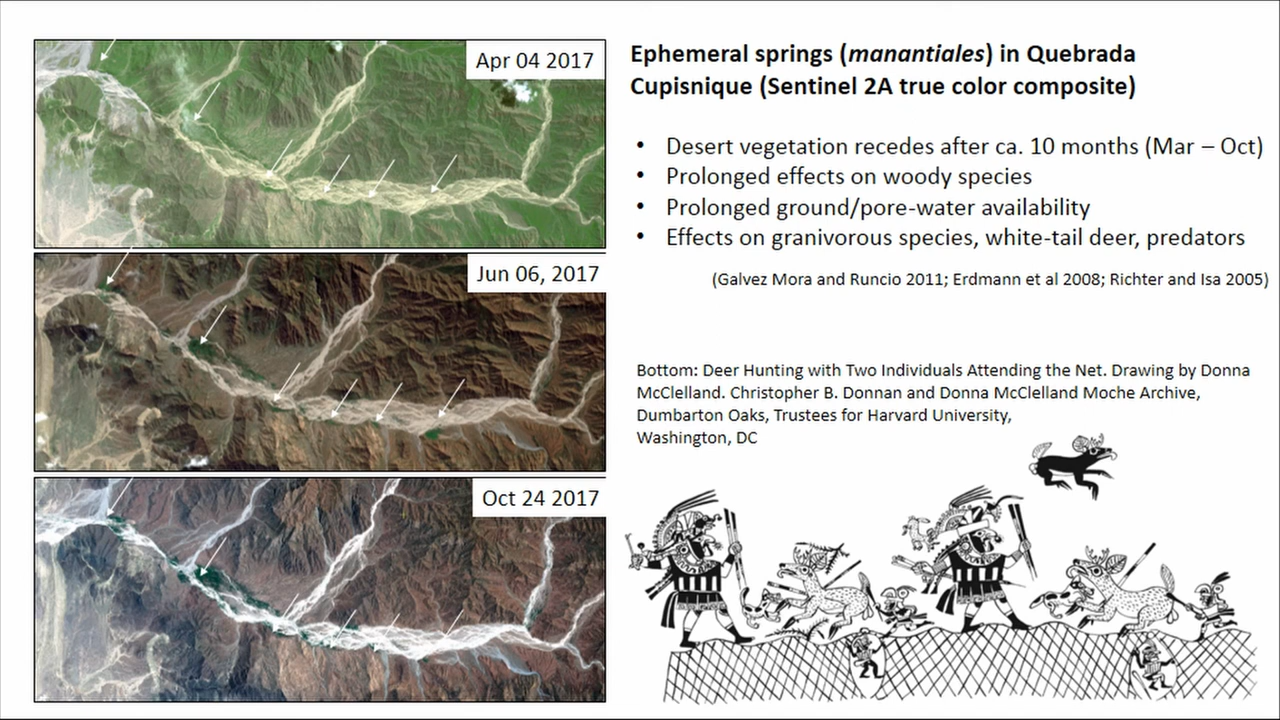 Apr 04 2017
Jun 06, 2017
Oct 24 2017
Ephemeral springs (manantiales) in Quebrada
Cupisnique (Sentinel 2A true color composite)
• Desert vegetation recedes after ca. 10 months (Mar – Oct)
• Prolonged effects on woody species
• Prolonged ground/pore-water availability
• Effects on granivorous species, white-tail deer, predators
(Galvez Mora and Runcio 2011; Erdmann et al 2008; Richter and Isa 2005)
Bottom: Deer Hunting with Two Individuals Attending the Net. Drawing by Donna
McClelland. Christopher B. Donnan and Donna McClelland Moche Archive,
Dumbarton Oaks, Trustees for Harvard University,
Washington, DC